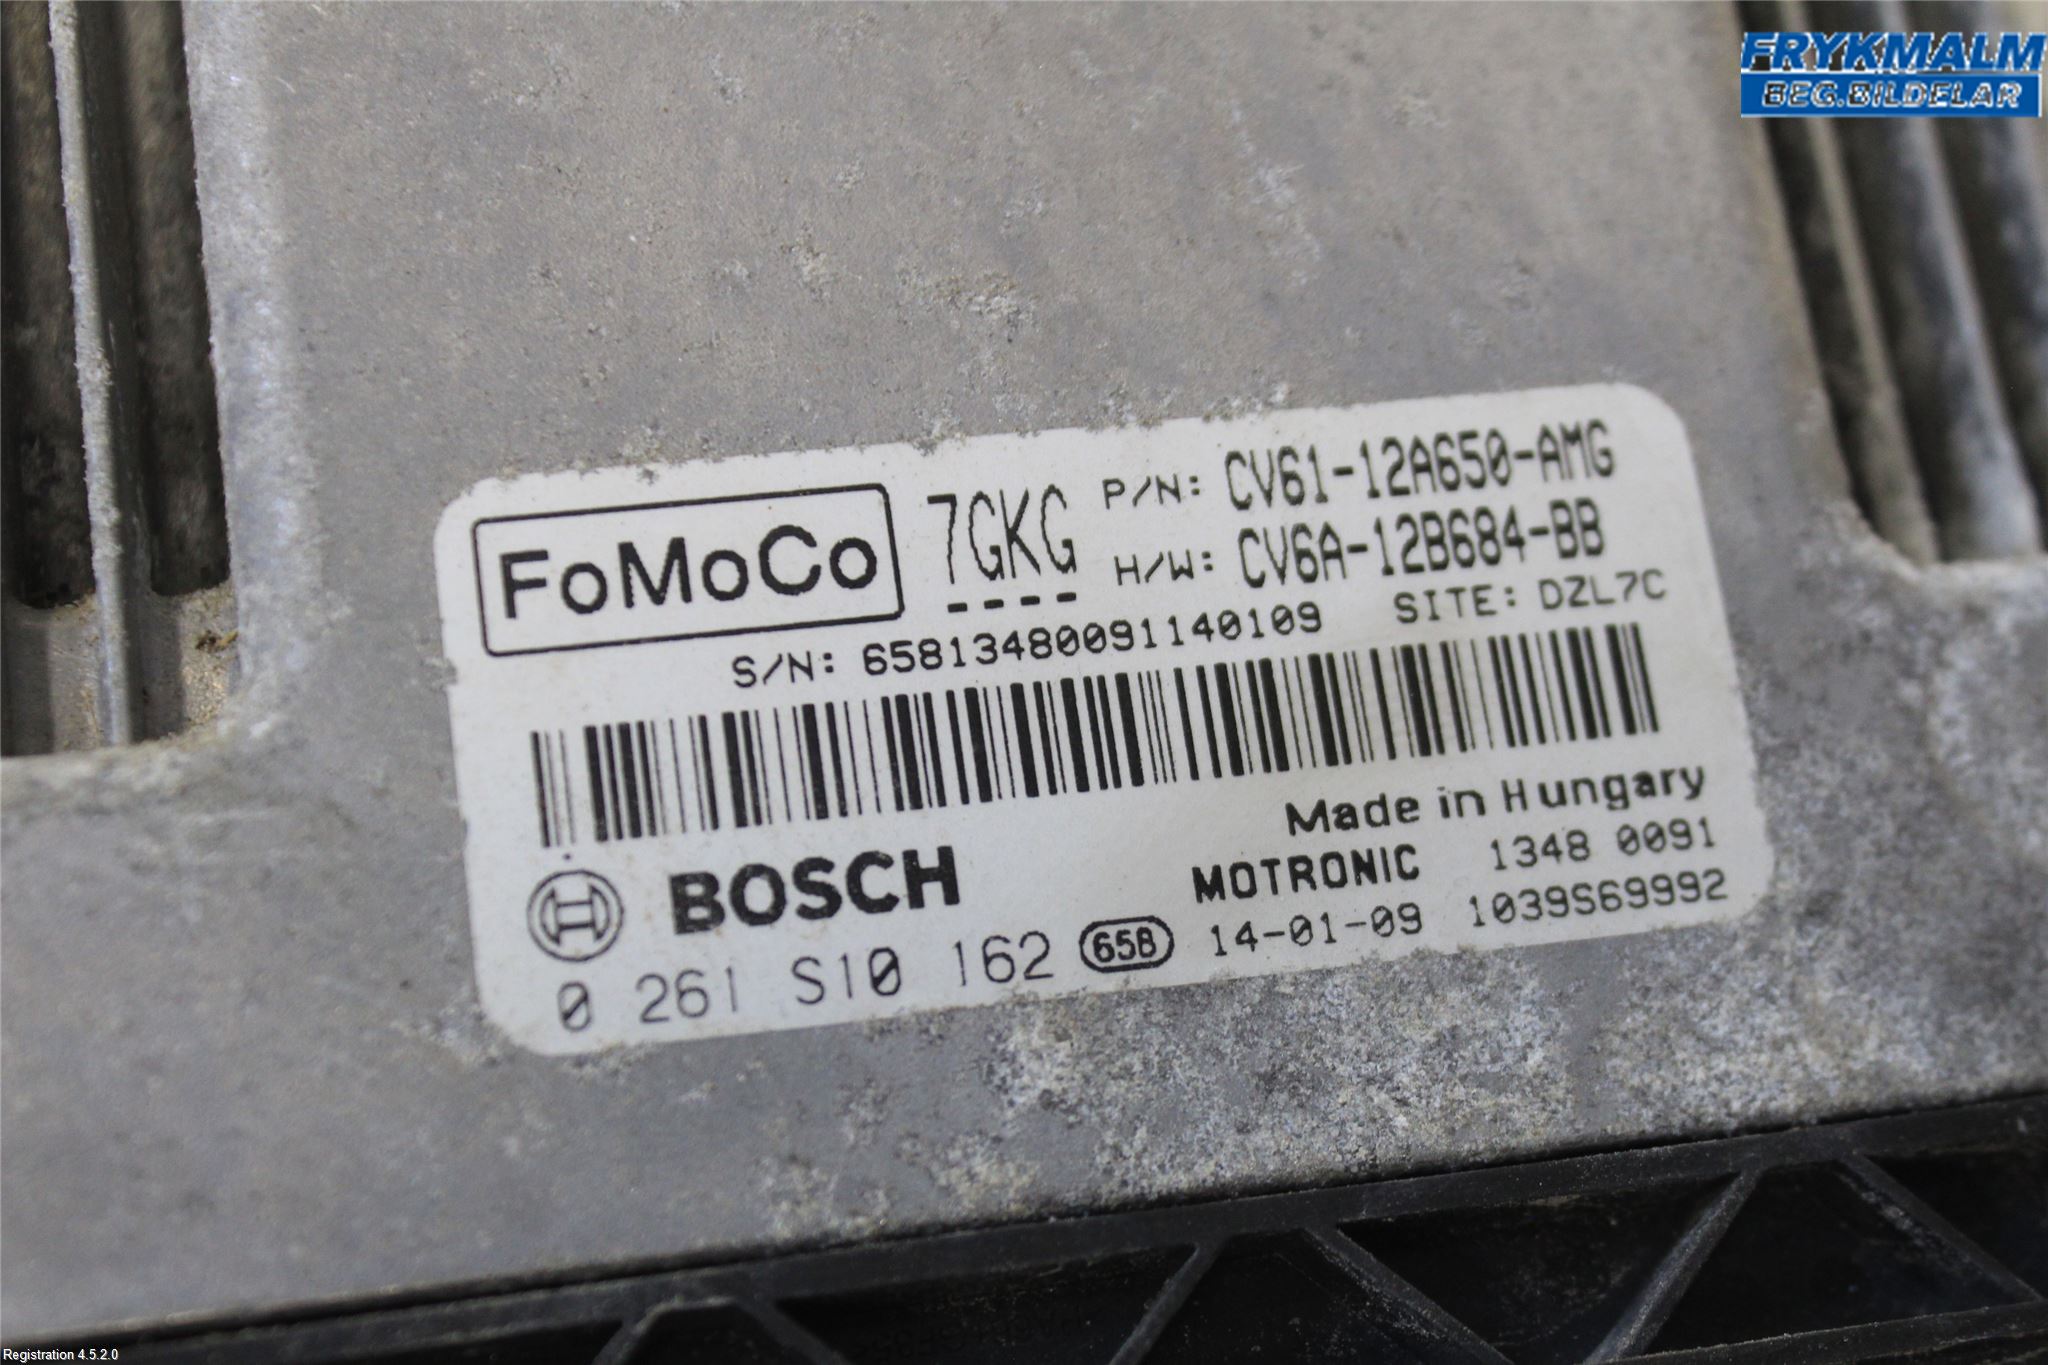 FRYKMALM
BEG.BILDELAR
FoMoCo
7GKG
----
P/N: CV61-12A650-AMG
H/W: CV6A-12B684-BB
S/N: 65813480091140109 SITE: DZL7C
Made in Hungary
BOSCH
MOTRONIC 1348 0091
0 261 S10 162 658 14-01-09 1039S69992
Registration 4.5.2.0